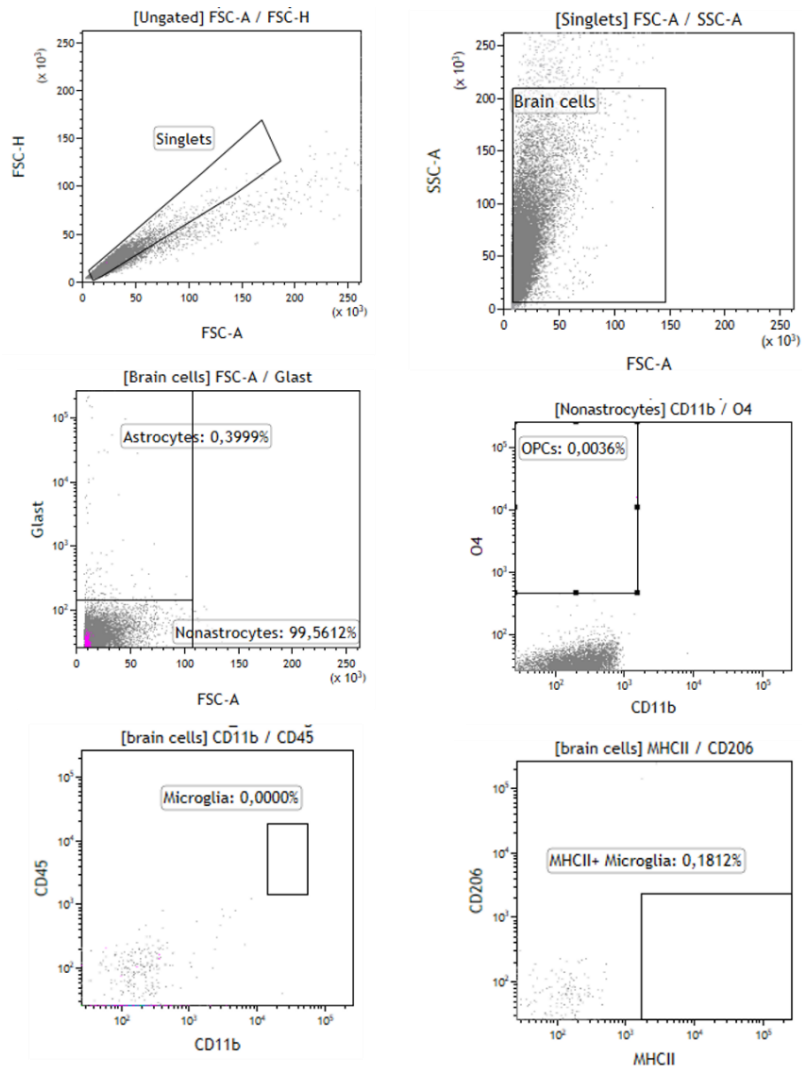 [Ungated] FSC-A / FSC-H
(x 10³)
250
200
150
100
50
0
FSC-H
Singlets
0 50 100 150 200 250
(x 10³)
FSC-A
[Singlets] FSC-A / SSC-A
(x 10³)
250
200
150
100
50
0
SSC-A
Brain cells
0 50 100 150 200 250
(x 10³)
FSC-A
[Brain cells] FSC-A / Glast
10⁵
10⁴
10³
10²
Glast
Astrocytes: 0,3999%
Nonastrocytes: 99,5612%
0 50 100 150 200 250
(x 10³)
FSC-A
[Nonastrocytes] CD11b / O4
10⁵
10⁴
10³
10²
O4
OPCs: 0,0036%
10² 10³ 10⁴ 10⁵
CD11b
[brain cells] CD11b / CD45
10⁵
10⁴
10³
10²
CD45
Microglia: 0,0000%
10² 10³ 10⁴ 10⁵
CD11b
[brain cells] MHCII / CD206
10⁵
10⁴
10³
10²
CD206
MHCII+ Microglia: 0,1812%
10² 10³ 10⁴ 10⁵
MHCII